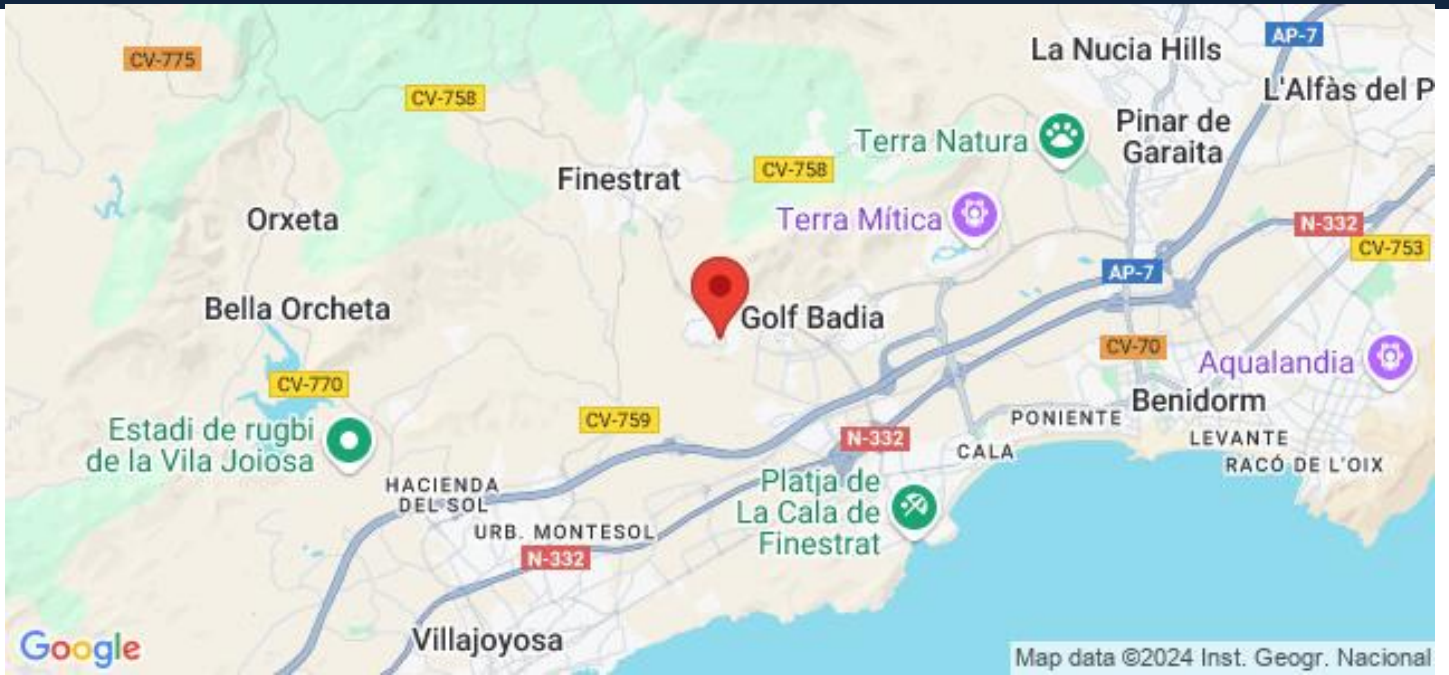 CV-775
CV-758
La Nucia Hills
AP-7
L'Alfàs del P
Terra Natura
Pinar de
Garaita
CV-758
Finestrat
Orxeta
Terra Mítica
N-332
CV-753
AP-7
Bella Orcheta
Golf Badia
CV-70
Aqualandia
CV-770
Benidorm
CV-759
PONIENTE
Estadi de rugbi
de la Vila Joiosa
N-332
CALA
LEVANTE
RACÓ DE L'OIX
HACIENDA
DEL SOL
Platja de
La Cala de
Finestrat
URB. MONTESOL
N-332
Villajoyosa
Google
Map data ©2024 Inst. Geogr. Nacional